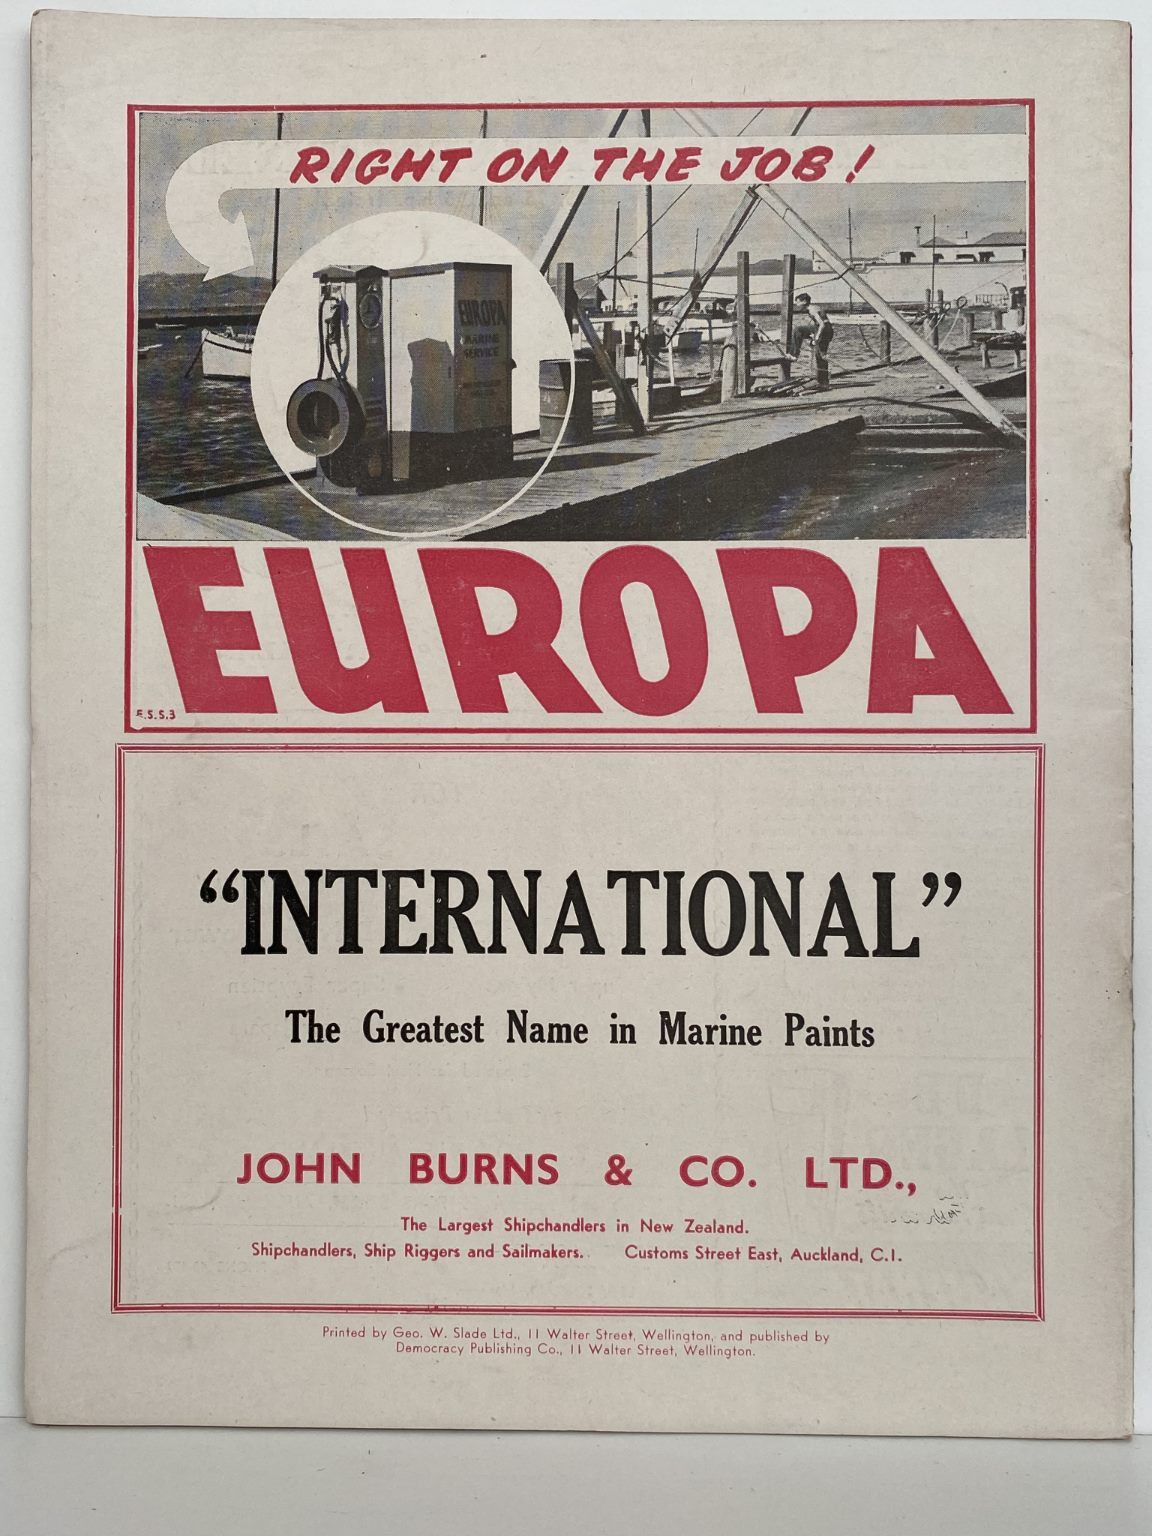 RIGHT ON THE JOB!
EUROPA
MARINE
SERVICE
EUROPA
E.S.S.3
“INTERNATIONAL”
The Greatest Name in Marine Paints
JOHN BURNS & CO. LTD.,
The Largest Shipchandlers in New Zealand.
Shipchandlers, Ship Riggers and Sailmakers. Customs Street East, Auckland, C.1.
Printed by Geo. W. Slade Ltd., 11 Walter Street, Wellington, and published by
Democracy Publishing Co., 11 Walter Street, Wellington.